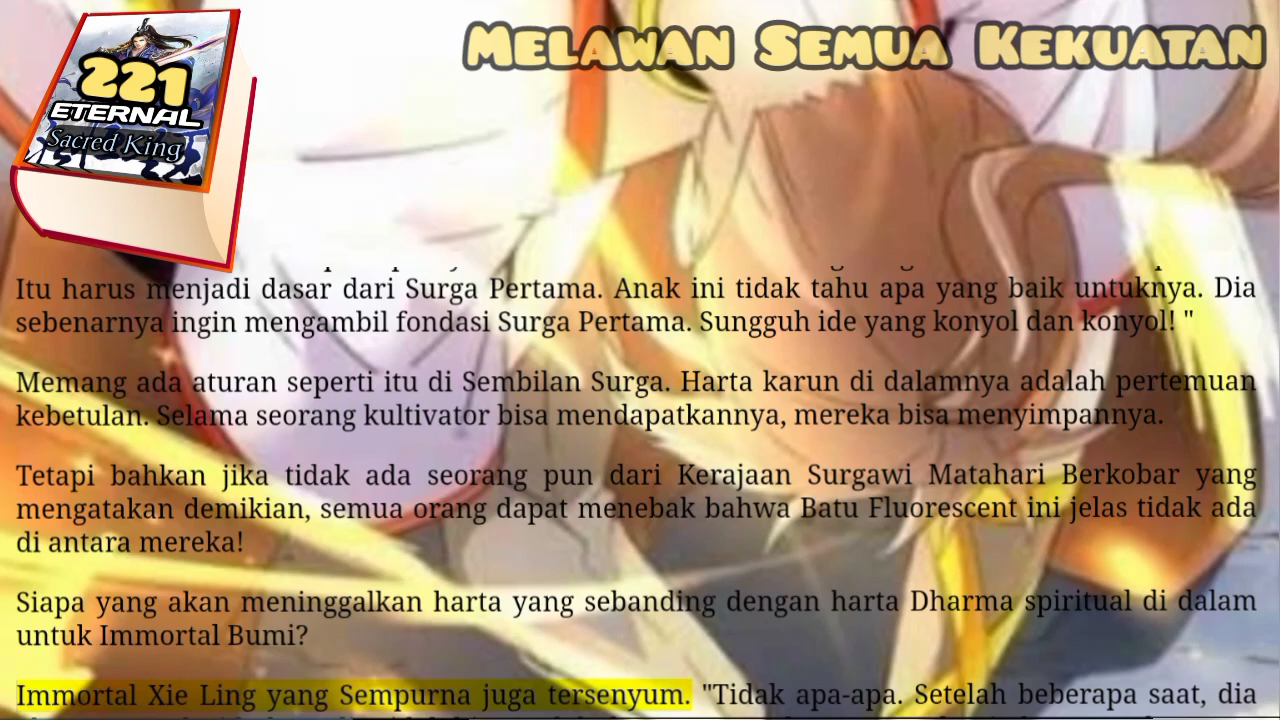 221
ETERNAL
Sacred King
MELAWAN SEMUA KEKUATAN
Itu harus menjadi dasar dari Surga Pertama. Anak ini tidak tahu apa yang baik untuknya. Dia
sebenarnya ingin mengambil fondasi Surga Pertama. Sungguh ide yang konyol dan konyol! "
Memang ada aturan seperti itu di Sembilan Surga. Harta karun di dalamnya adalah pertemuan
kebetulan. Selama seorang kultivator bisa mendapatkannya, mereka bisa menyimpannya.
Tetapi bahkan jika tidak ada seorang pun dari Kerajaan Surgawi Matahari Berkobar yang
mengatakan demikian, semua orang dapat menebak bahwa Batu Fluorescent ini jelas tidak ada
di antara mereka!
Siapa yang akan meninggalkan harta yang sebanding dengan harta Dharma spiritual di dalam
untuk Immortal Bumi?
Immortal Xie Ling yang Sempurna juga tersenyum. "Tidak apa-apa. Setelah beberapa saat, dia